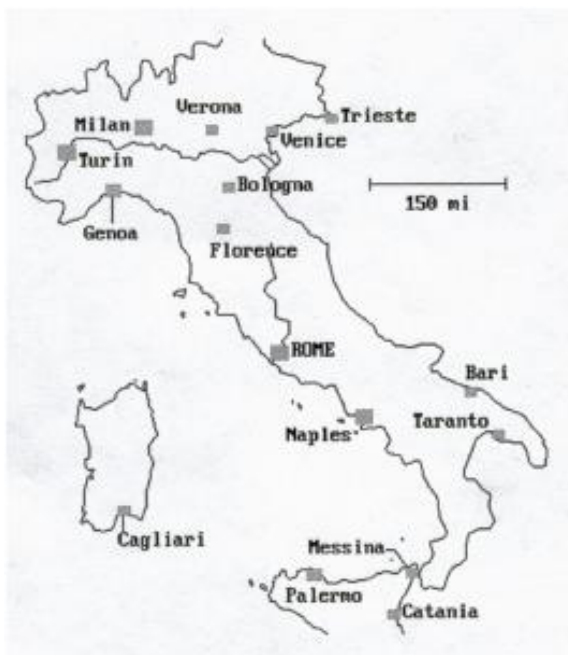 Verona
Trieste
Milan
Venice
Turin
Bologna
150 mi
Genoa
Florence
ROME
Bari
Taranto
Naples
Cagliari
Messina
Palermo
Catania